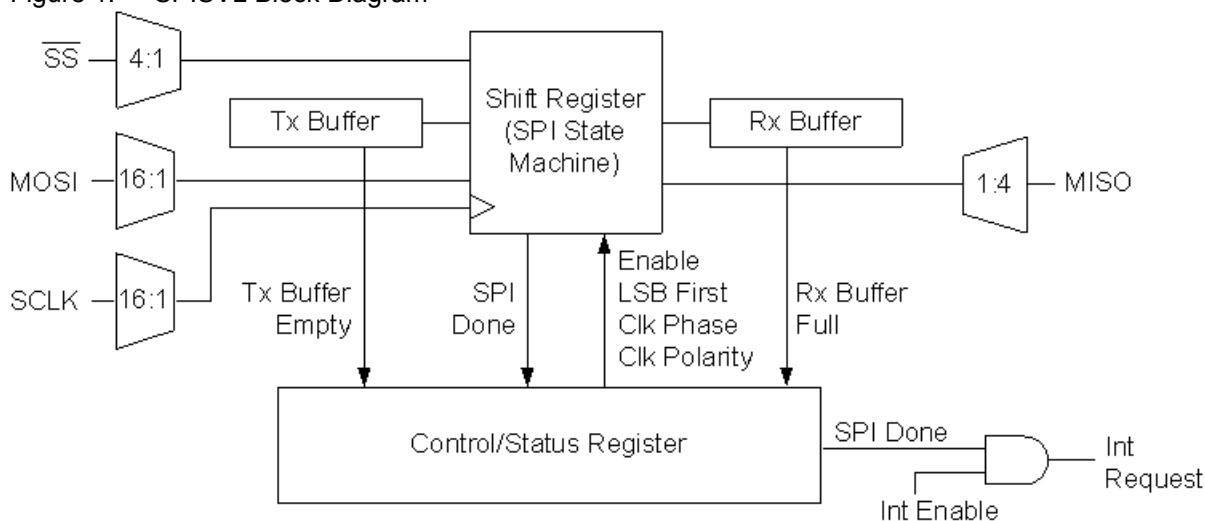 SS
4:1
Tx Buffer
Shift Register
(SPI State
Machine)
Rx Buffer
MOSI
16:1
1:4
MISO
SCLK
16:1
Tx Buffer
Empty
SPI
Done
Enable
LSB First
Clk Phase
Clk Polarity
Rx Buffer
Full
Control/Status Register
SPI Done
Int
Request
Int Enable